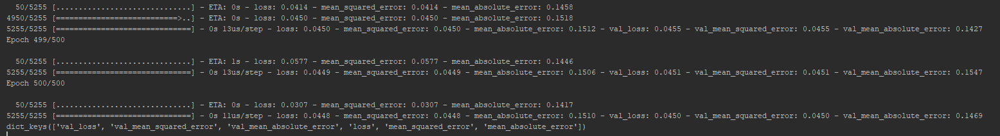 50/5255 [..............................] - ETA: 0s - loss: 0.0414 - mean_squared_error: 0.0414 - mean_absolute_error: 0.1458
4950/5255 [===========================>..] - ETA: 0s - loss: 0.0450 - mean_squared_error: 0.0450 - mean_absolute_error: 0.1518
5255/5255 [==============================] - 0s 13us/step - loss: 0.0450 - mean_squared_error: 0.0450 - mean_absolute_error: 0.1512 - val_loss: 0.0455 - val_mean_squared_error: 0.0455 - val_mean_absolute_error: 0.1427
Epoch 499/500
50/5255 [..............................] - ETA: 1s - loss: 0.0577 - mean_squared_error: 0.0577 - mean_absolute_error: 0.1446
5255/5255 [==============================] - 0s 13us/step - loss: 0.0449 - mean_squared_error: 0.0449 - mean_absolute_error: 0.1506 - val_loss: 0.0451 - val_mean_squared_error: 0.0451 - val_mean_absolute_error: 0.1547
Epoch 500/500
50/5255 [..............................] - ETA: 0s - loss: 0.0307 - mean_squared_error: 0.0307 - mean_absolute_error: 0.1417
5255/5255 [==============================] - 0s 11us/step - loss: 0.0448 - mean_squared_error: 0.0448 - mean_absolute_error: 0.1510 - val_loss: 0.0450 - val_mean_squared_error: 0.0450 - val_mean_absolute_error: 0.1469
dict_keys(['val_loss', 'val_mean_squared_error', 'val_mean_absolute_error', 'loss', 'mean_squared_error', 'mean_absolute_error'])